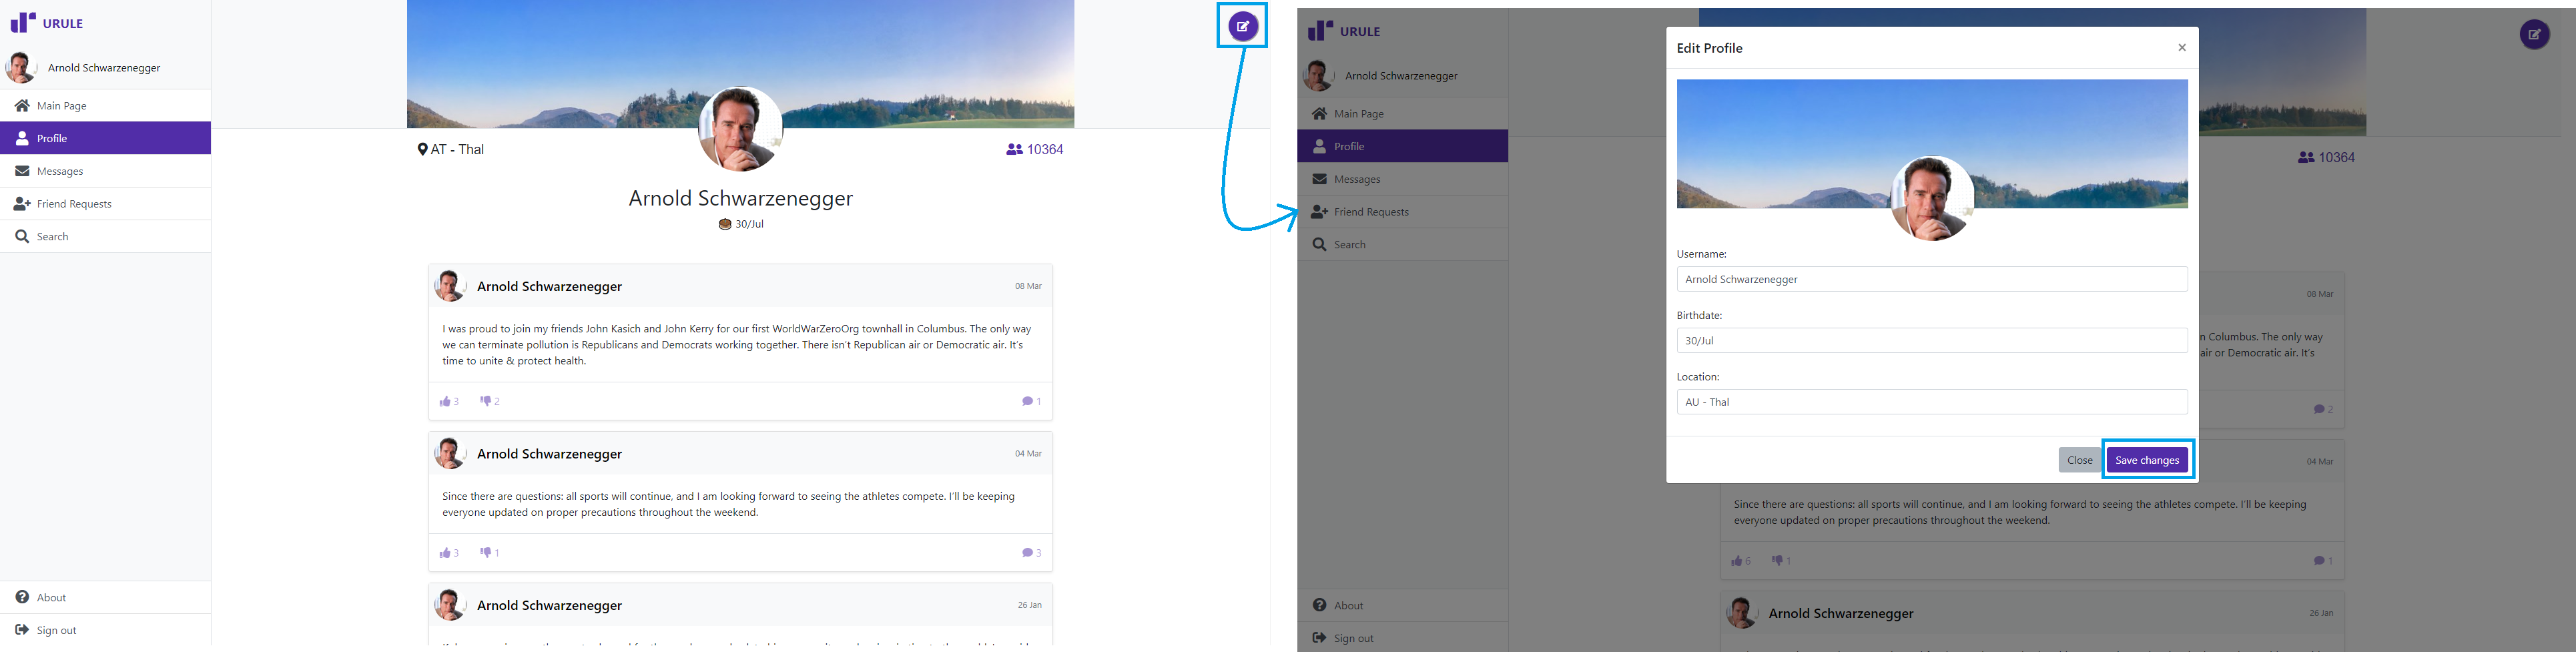 URULE
Arnold Schwarzenegger
Main Page
Profile
Messages
Friend Requests
Search
About
Sign out
AT - Thal
10364
Arnold Schwarzenegger
30/Jul
Arnold Schwarzenegger
08 Mar
I was proud to join my friends John Kasich and John Kerry for our first WorldWarZeroOrg townhall in Columbus. The only way
we can terminate pollution is Republicans and Democrats working together. There isn't Republican air or Democratic air. It's
time to unite & protect health.
3
2
1
Arnold Schwarzenegger
04 Mar
Since there are questions: all sports will continue, and I am looking forward to seeing the athletes compete. I'll be keeping
everyone updated on proper precautions throughout the weekend.
3
1
3
Arnold Schwarzenegger
26 Jan
URULE
Arnold Schwarzenegger
Main Page
Profile
Messages
Friend Requests
Search
About
Sign out
Edit Profile
×
Username:
Arnold Schwarzenegger
Birthdate:
30/Jul
Location:
AU - Thal
Close
Save changes
10364
08 Mar
n Columbus. The only way
air or Democratic air. It's
2
04 Mar
Since there are questions: all sports will continue, and I am looking forward to seeing the athletes compete. I'll be keeping
everyone updated on proper precautions throughout the weekend.
6
1
1
Arnold Schwarzenegger
26 Jan